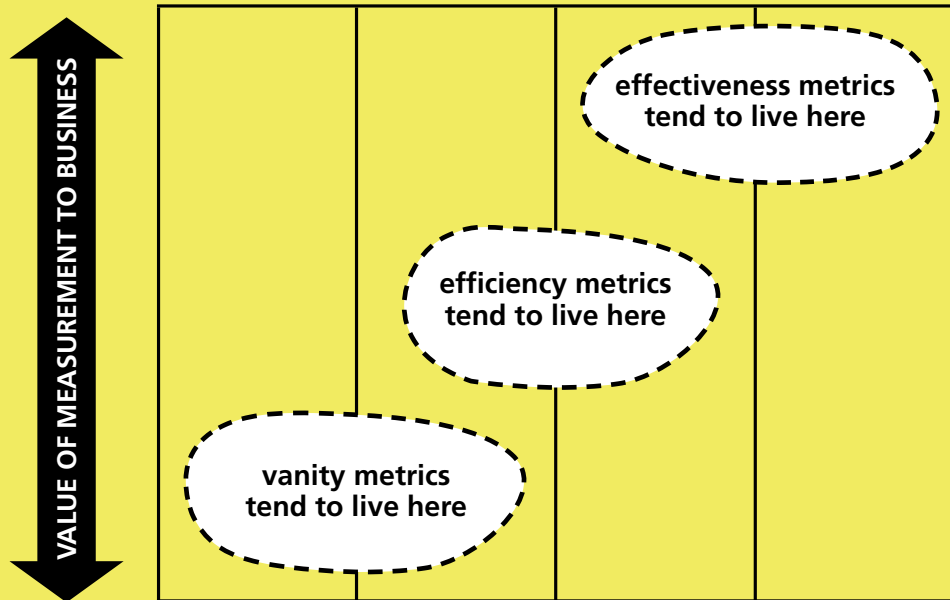 VALUE OF MEASUREMENT TO BUSINESS
effectiveness metrics
tend to live here
efficiency metrics
tend to live here
vanity metrics
tend to live here